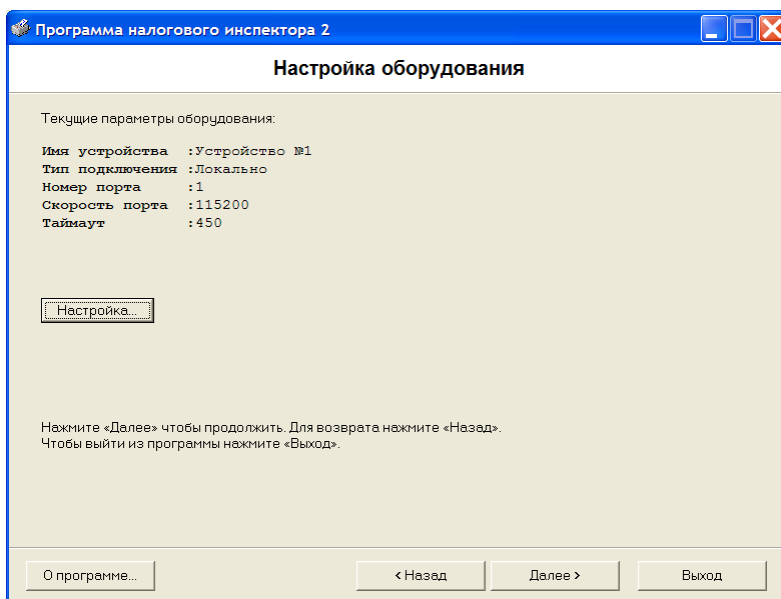 Программа налогового инспектора 2
Настройка оборудования
Текущие параметры оборудования:
Имя устройства :Устройство №1
Тип подключения :Локально
Номер порта :1
Скорость порта :115200
Таймаут :450
Настройка...
Нажмите «Далее» чтобы продолжить. Для возврата нажмите «Назад».
Чтобы выйти из программы нажмите «Выход».
О программе... < Назад Далее > Выход